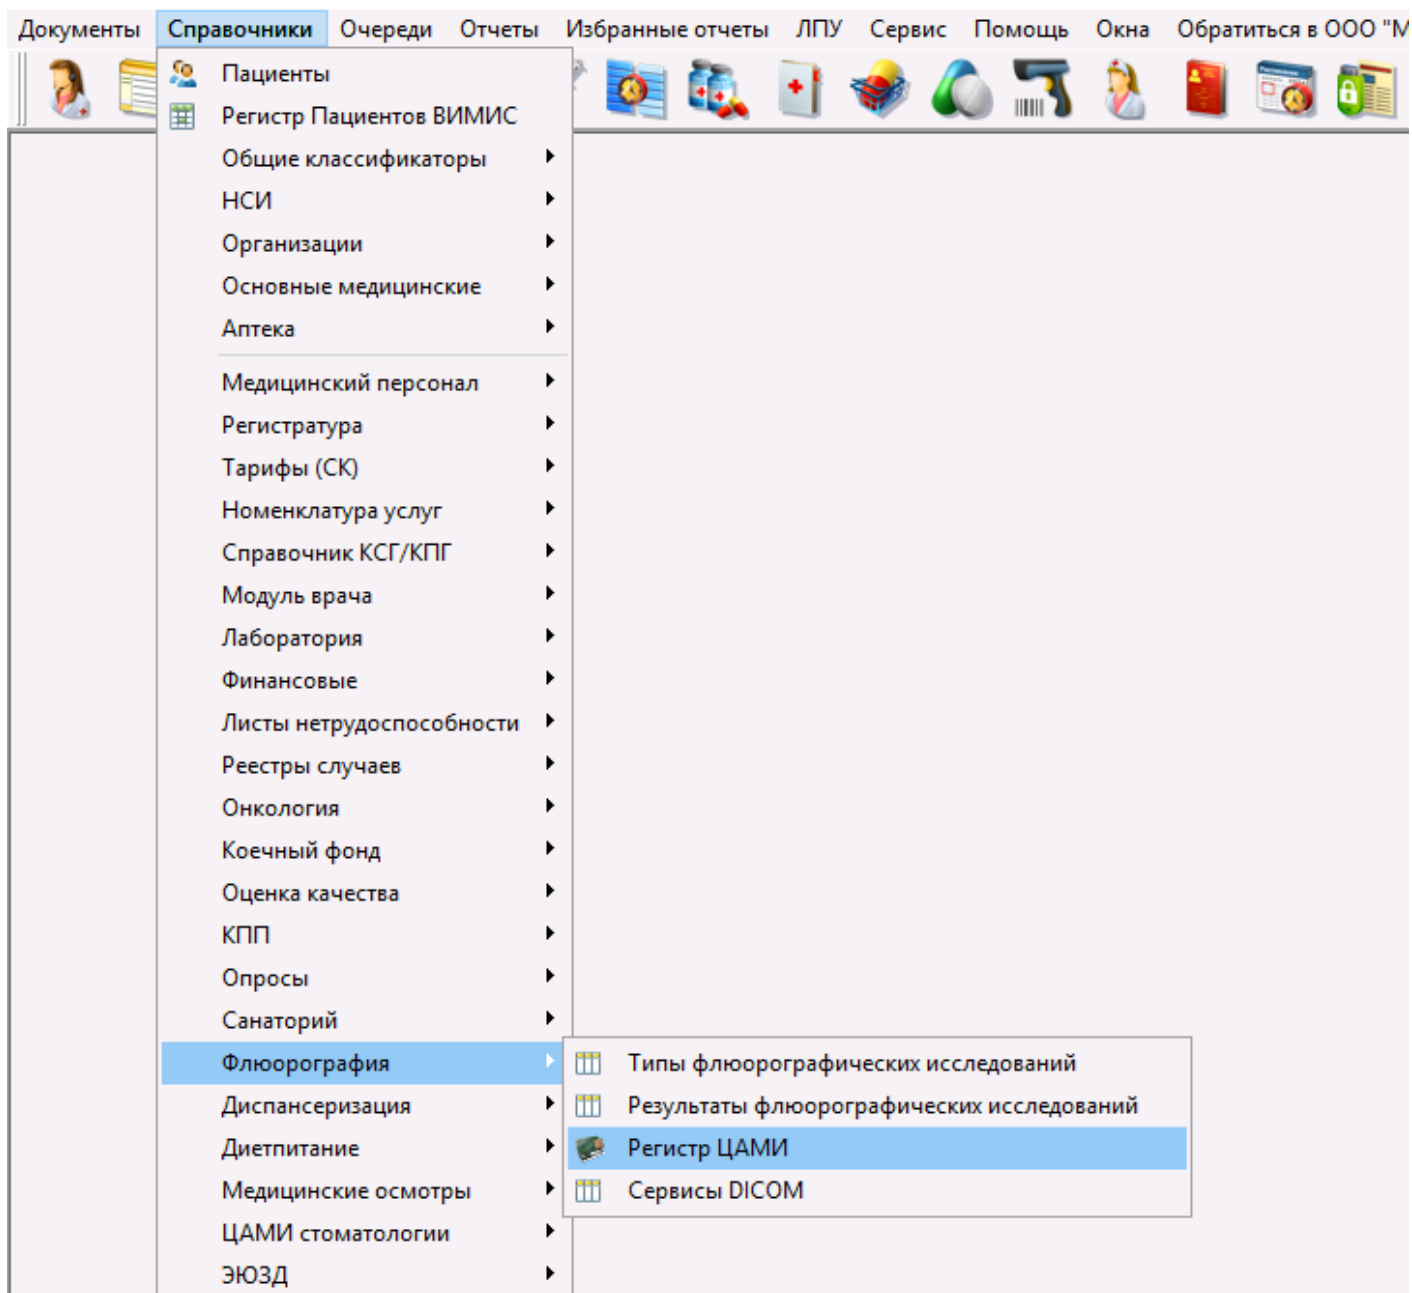 Документы Справочники Очереди Отчеты Избранные отчеты ЛПУ Сервис Помощь Окна Обратиться в ООО "М
Пациенты
Регистр Пациентов ВИМИС
Общие классификаторы
НСИ
Организации
Основные медицинские
Аптека
Медицинский персонал
Регистратура
Тарифы (СК)
Номенклатура услуг
Справочник КСГ/КПГ
Модуль врача
Лаборатория
Финансовые
Листы нетрудоспособности
Реестры случаев
Онкология
Коечный фонд
Оценка качества
КПП
Опросы
Санаторий
Флюорография
Диспансеризация
Диетпитание
Медицинские осмотры
ЦАМИ стоматологии
ЭЮЗД
Типы флюорографических исследований
Результаты флюорографических исследований
Регистр ЦАМИ
Сервисы DICOM